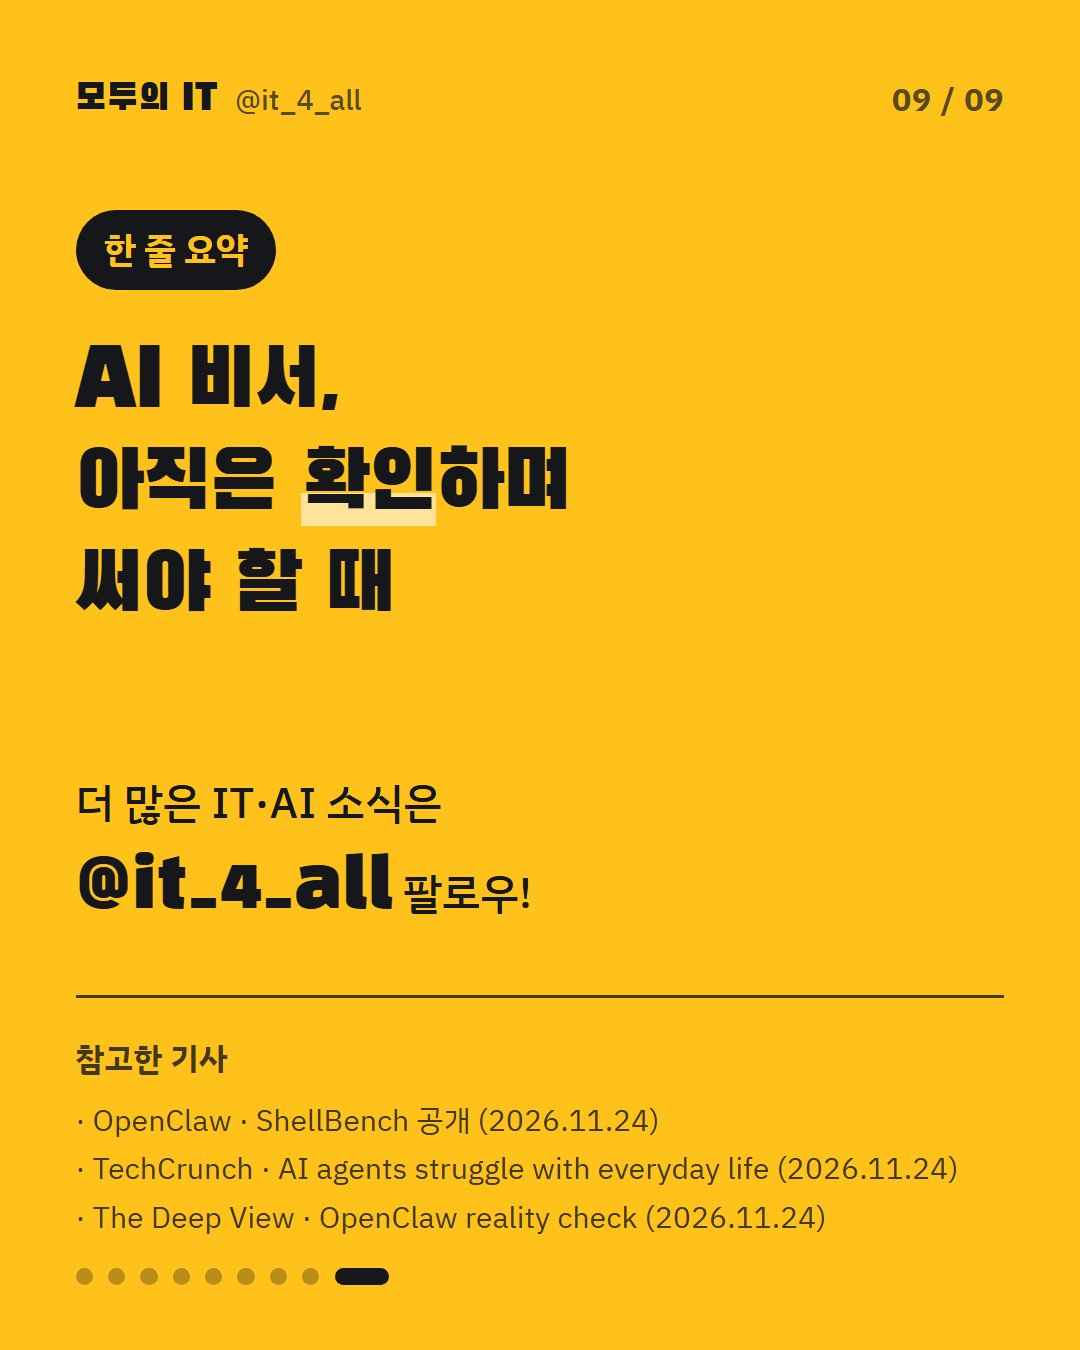 모두의 IT @it_4_all
09 / 09
한 줄 요약
AI 비서,
아직은 확인하며
써야 할 때
더 많은 IT·AI 소식은
@it_4_all 팔로우!
참고한 기사
· OpenClaw · ShellBench 공개 (2026.11.24)
· TechCrunch · AI agents struggle with everyday life (2026.11.24)
· The Deep View · OpenClaw reality check (2026.11.24)